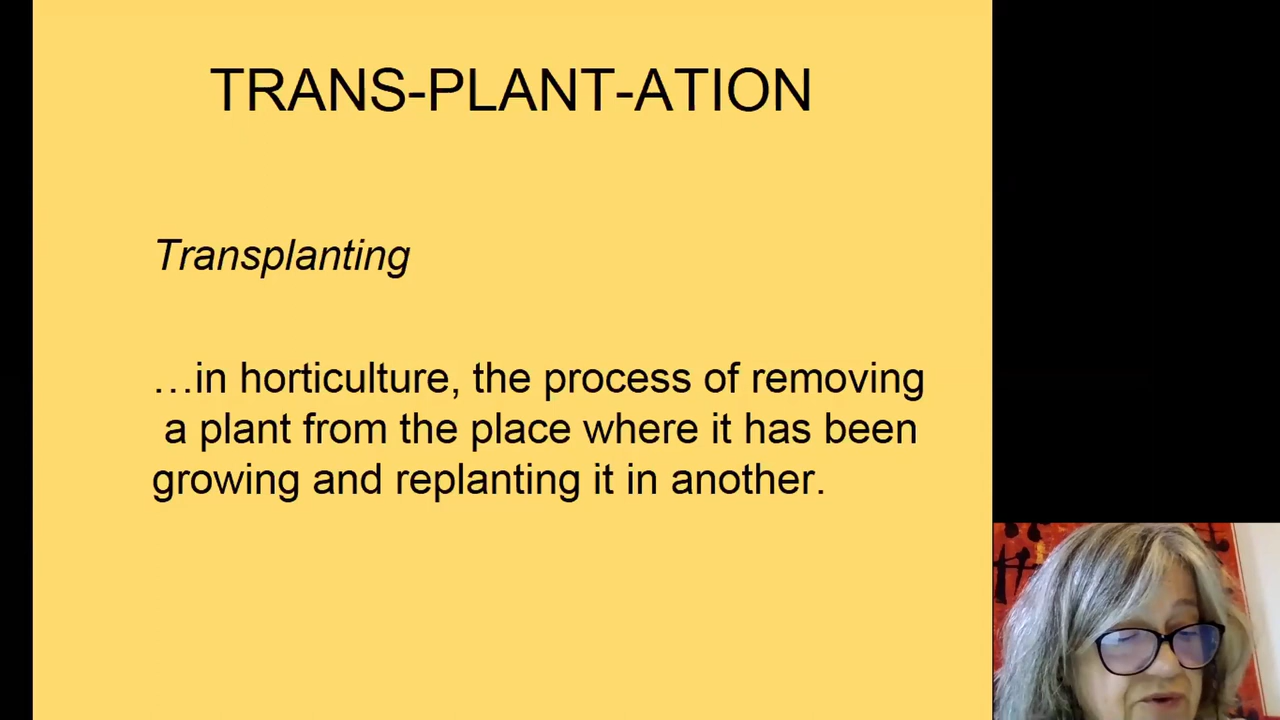 TRANS-PLANT-ATION
Transplanting
…in horticulture, the process of removing
a plant from the place where it has been
growing and replanting it in another.